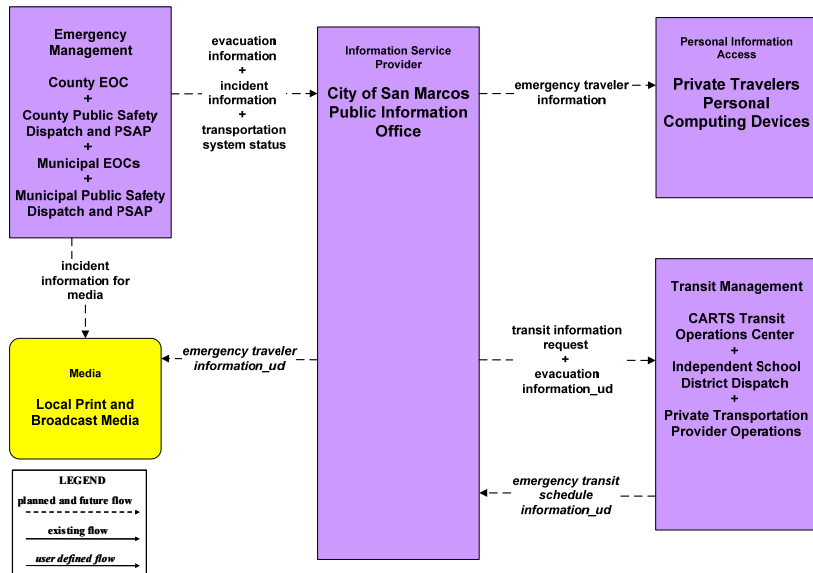 Emergency
Management
County EOC
+
County Public Safety
Dispatch and PSAP
+
Municipal EOCs
+
Municipal Public Safety
Dispatch and PSAP
evacuation
information
+
incident
information
+
transportation
system status
Information Service
Provider
City of San Marcos
Public Information
Office
emergency traveler
information
Personal Information
Access
Private Travelers
Personal
Computing Devices
incident
information for
media
Media
Local Print and
Broadcast Media
emergency traveler
information_ud
transit information
request
+
evacuation
information_ud
Transit Management
CARTS Transit
Operations Center
+
Independent School
District Dispatch
+
Private Transportation
Provider Operations
emergency transit
schedule
information_ud
LEGEND
planned and future flow
existing flow
user defined flow